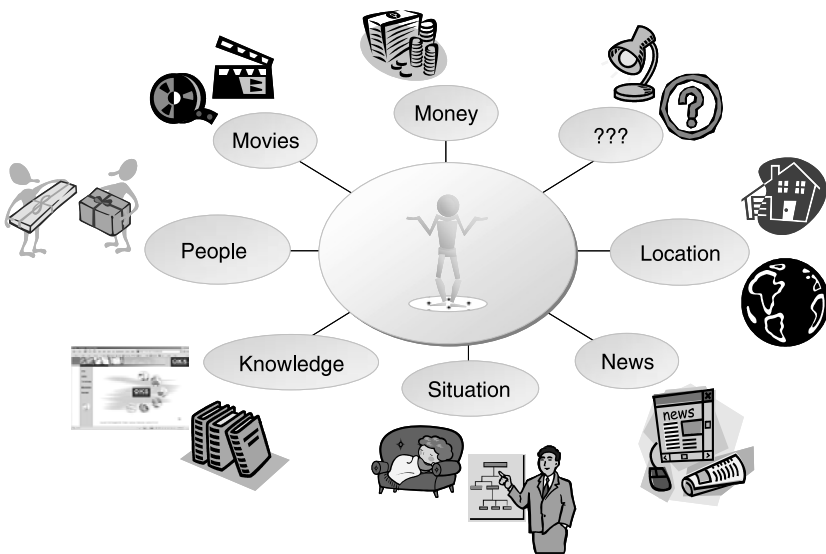 Money
Movies
???
?
People
Location
Knowledge
Situation
News
news